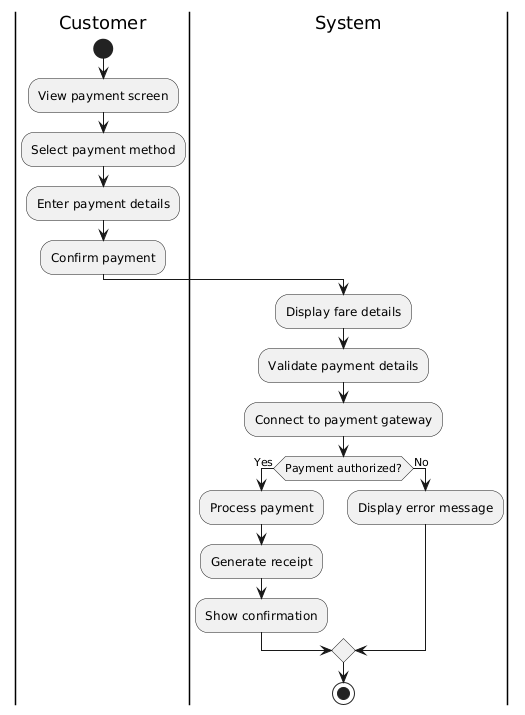 Customer
System
View payment screen
Select payment method
Enter payment details
Confirm payment
Display fare details
Validate payment details
Connect to payment gateway
Yes
Payment authorized?
No
Process payment
Display error message
Generate receipt
Show confirmation